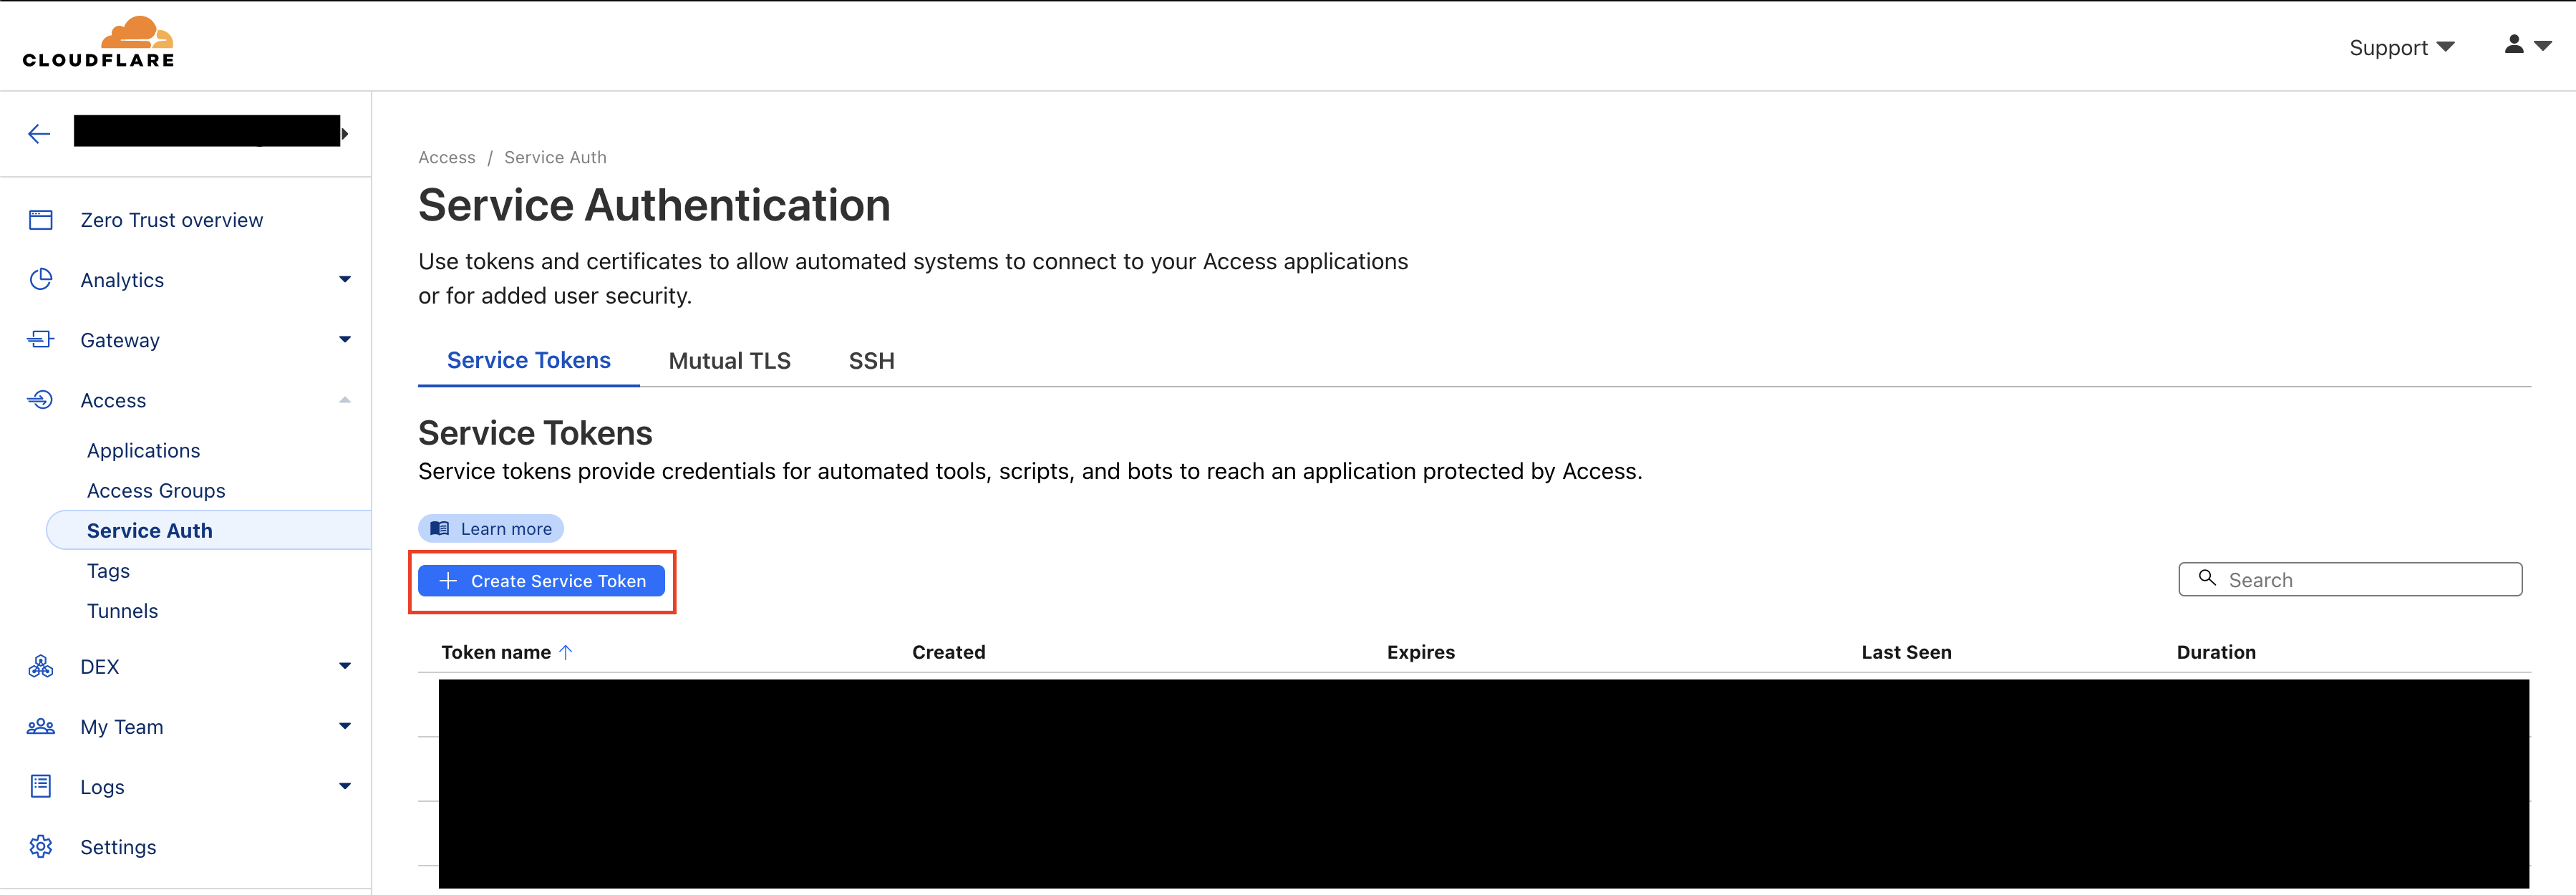 CLOUDFLARE
Support
Zero Trust overview
Analytics
Gateway
Access
Applications
Access Groups
Service Auth
Tags
Tunnels
DEX
My Team
Logs
Settings
Access / Service Auth
Service Authentication
Use tokens and certificates to allow automated systems to connect to your Access applications
or for added user security.
Service Tokens Mutual TLS SSH
Service Tokens
Service tokens provide credentials for automated tools, scripts, and bots to reach an application protected by Access.
Learn more
Create Service Token
Search
Token name Created Expires Last Seen Duration